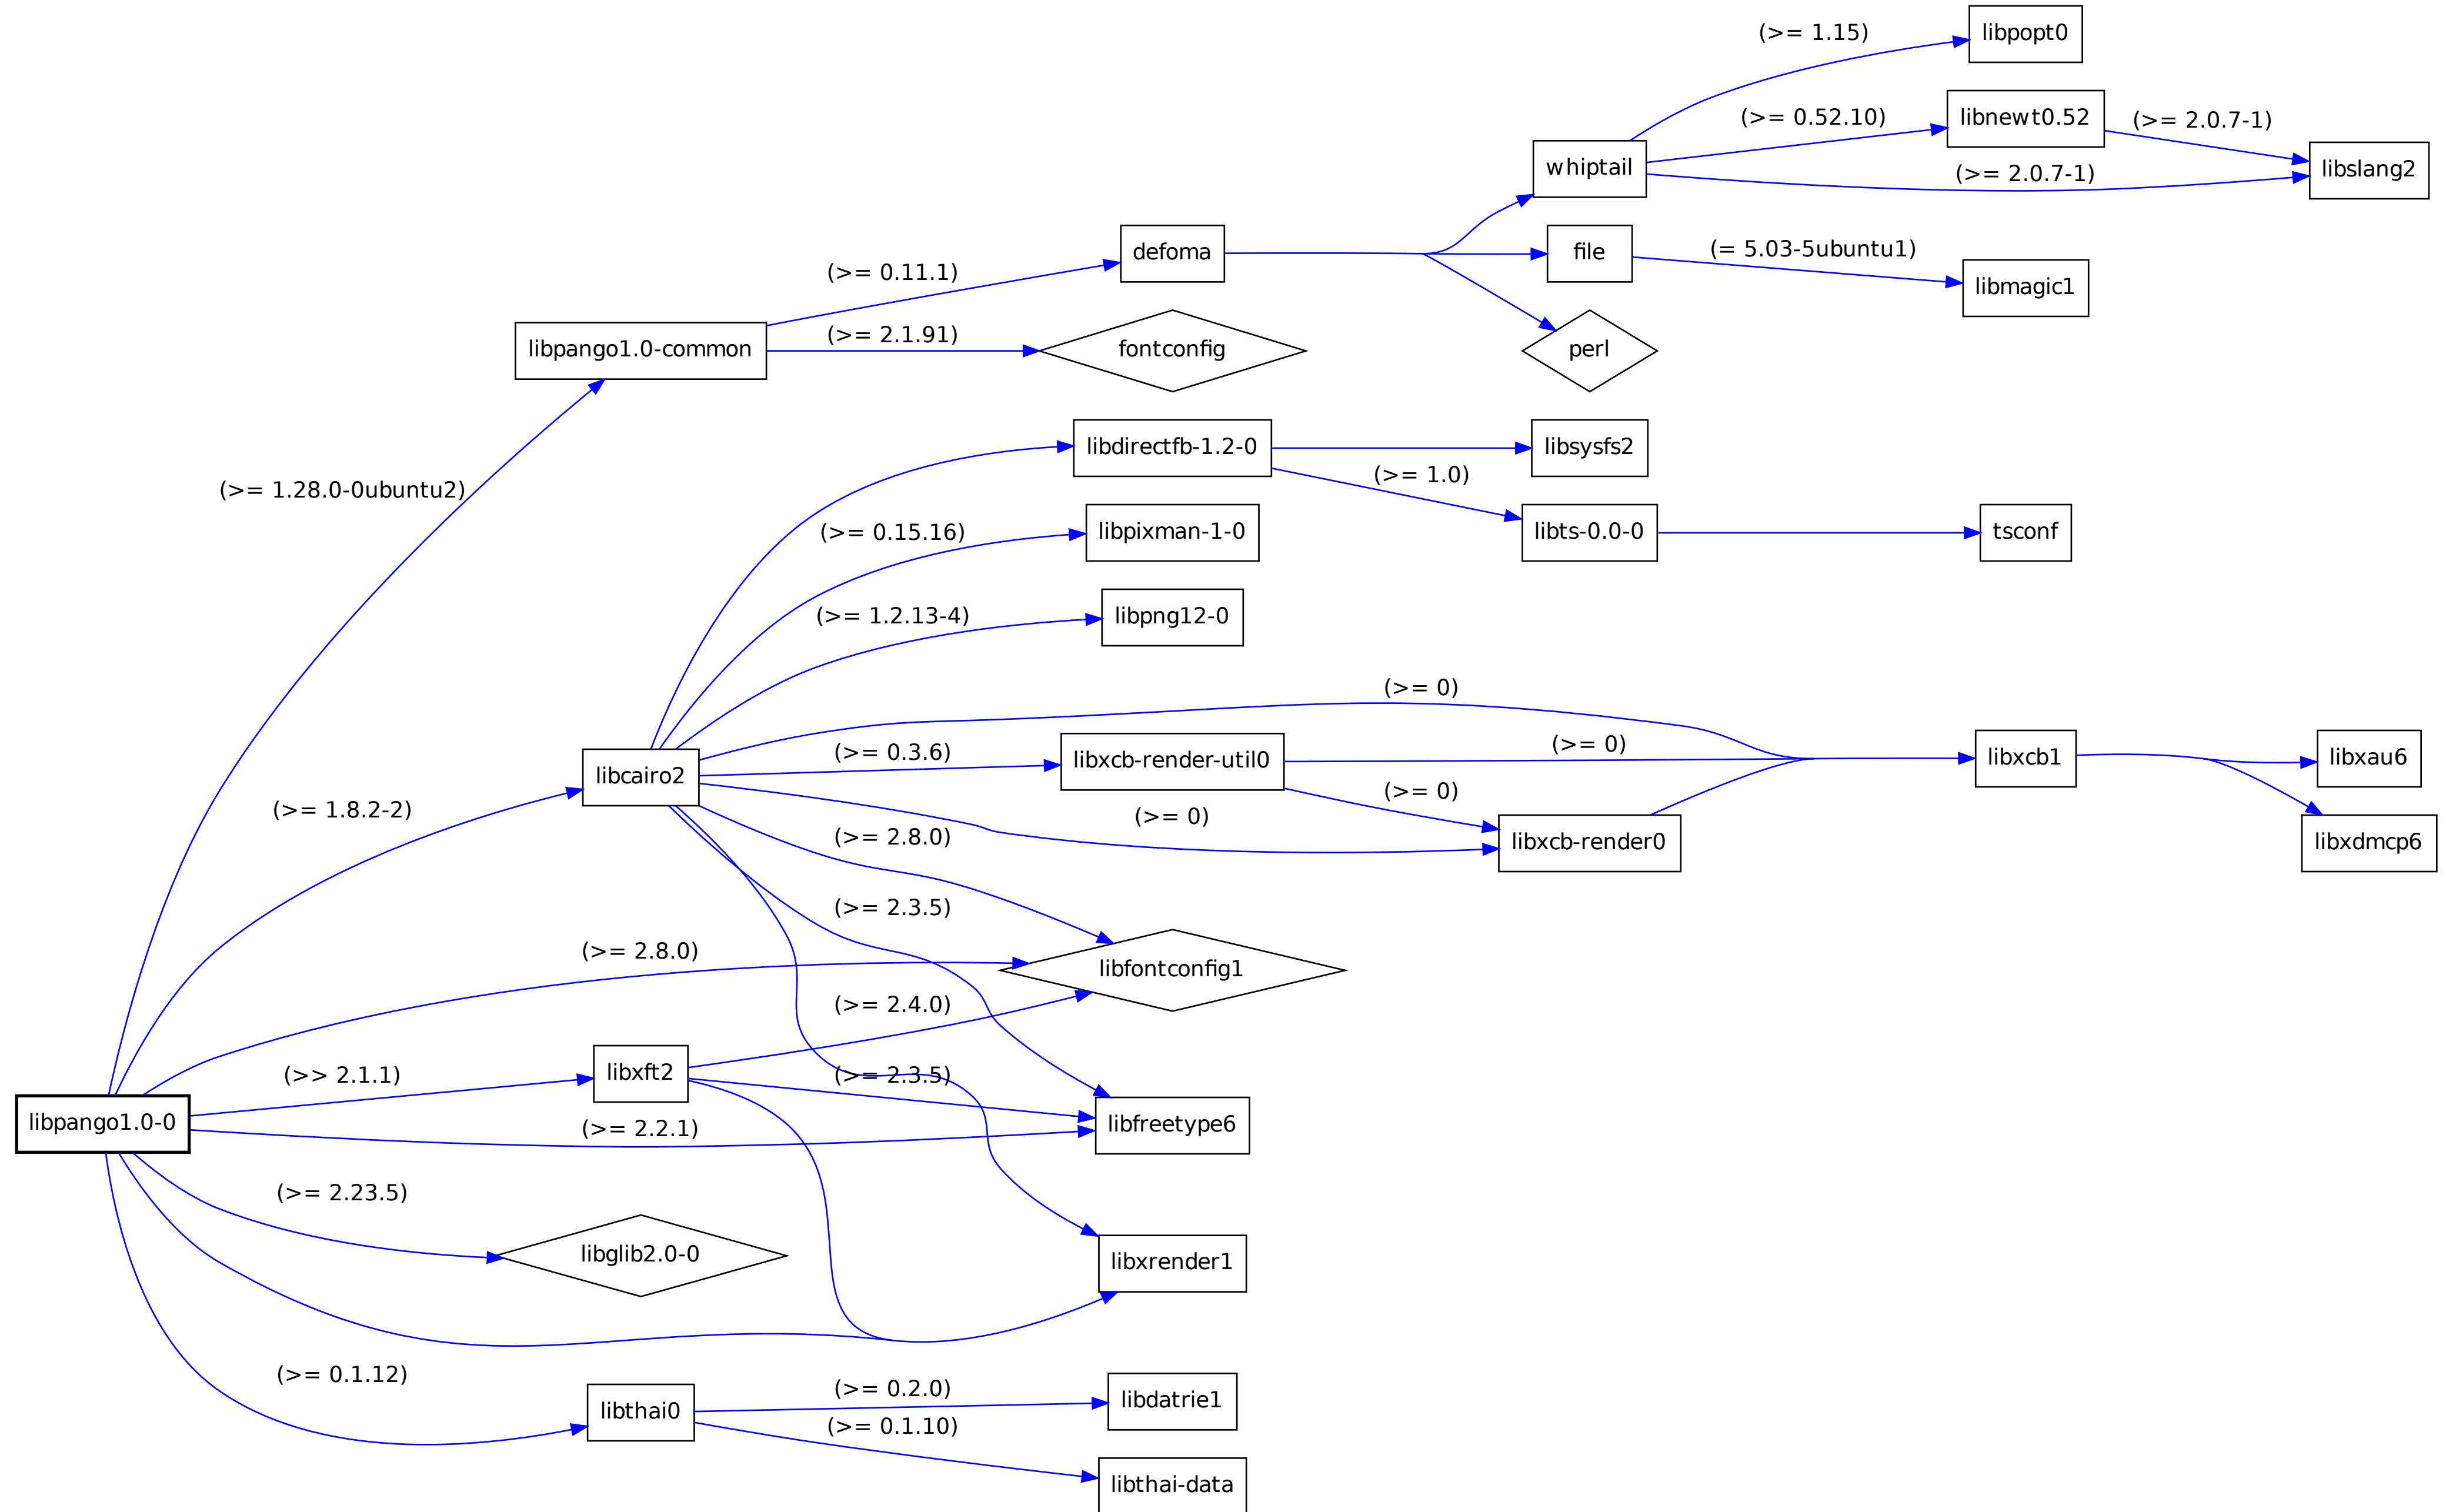 (>= 1.15)
libpopt0
(>= 0.52.10)
libnewt0.52
(>= 2.0.7-1)
whiptail
(>= 2.0.7-1)
libslang2
defoma
file
(= 5.03-5ubuntu1)
libmagic1
(>= 0.11.1)
libpango1.0-common
(>= 2.1.91)
fontconfig
perl
libdirectfb-1.2-0
libsysfs2
(>= 1.0)
(>= 1.28.0-0ubuntu2)
(>= 0.15.16)
libpixman-1-0
libts-0.0-0
tsconf
(>= 1.2.13-4)
libpng12-0
(>= 0)
libcairo2
(>= 0.3.6)
libxcb-render-util0
(>= 0)
libxcb1
libxau6
(>= 1.8.2-2)
(>= 0)
(>= 0)
(>= 2.8.0)
libxcb-render0
libxdmcp6
(>= 2.3.5)
(>= 2.8.0)
libfontconfig1
(>= 2.4.0)
(>> 2.1.1)
libxft2
(>= 2.3.5)
libpango1.0-0
(>= 2.2.1)
libfreetype6
(>= 2.23.5)
libglib2.0-0
libxrender1
(>= 0.1.12)
libthai0
(>= 0.2.0)
libdatrie1
(>= 0.1.10)
libthai-data